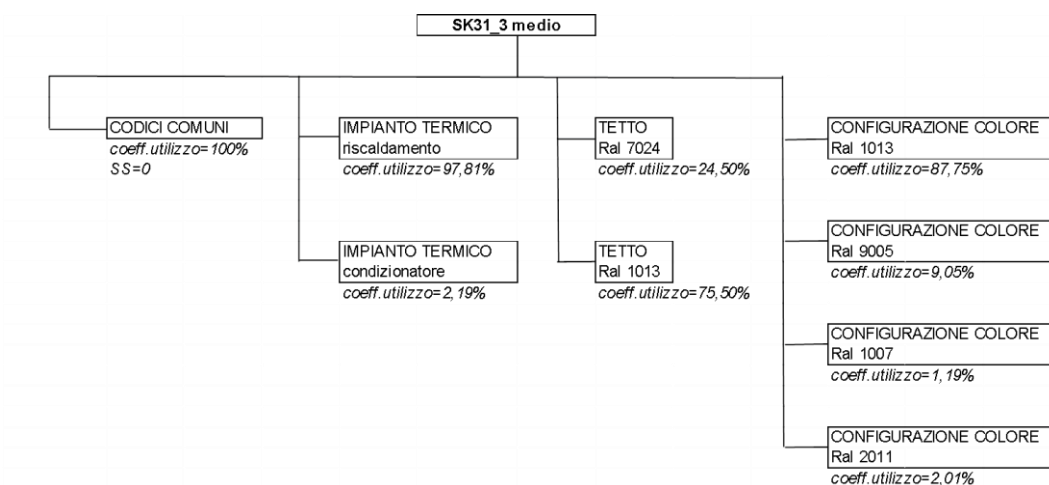 SK31_3 medio
CODICI COMUNI
coeff.utilizzo=100%
SS=0
IMPIANTO TERMICO
riscaldamento
coeff.utilizzo=97,81%
IMPIANTO TERMICO
condizionatore
coeff.utilizzo=2,19%
TETTO
Ral 7024
coeff.utilizzo=24,50%
TETTO
Ral 1013
coeff.utilizzo=75,50%
CONFIGURAZIONE COLORE
Ral 1013
coeff.utilizzo=87,75%
CONFIGURAZIONE COLORE
Ral 9005
coeff.utilizzo=9,05%
CONFIGURAZIONE COLORE
Ral 1007
coeff.utilizzo=1,19%
CONFIGURAZIONE COLORE
Ral 2011
coeff.utilizzo=2,01%